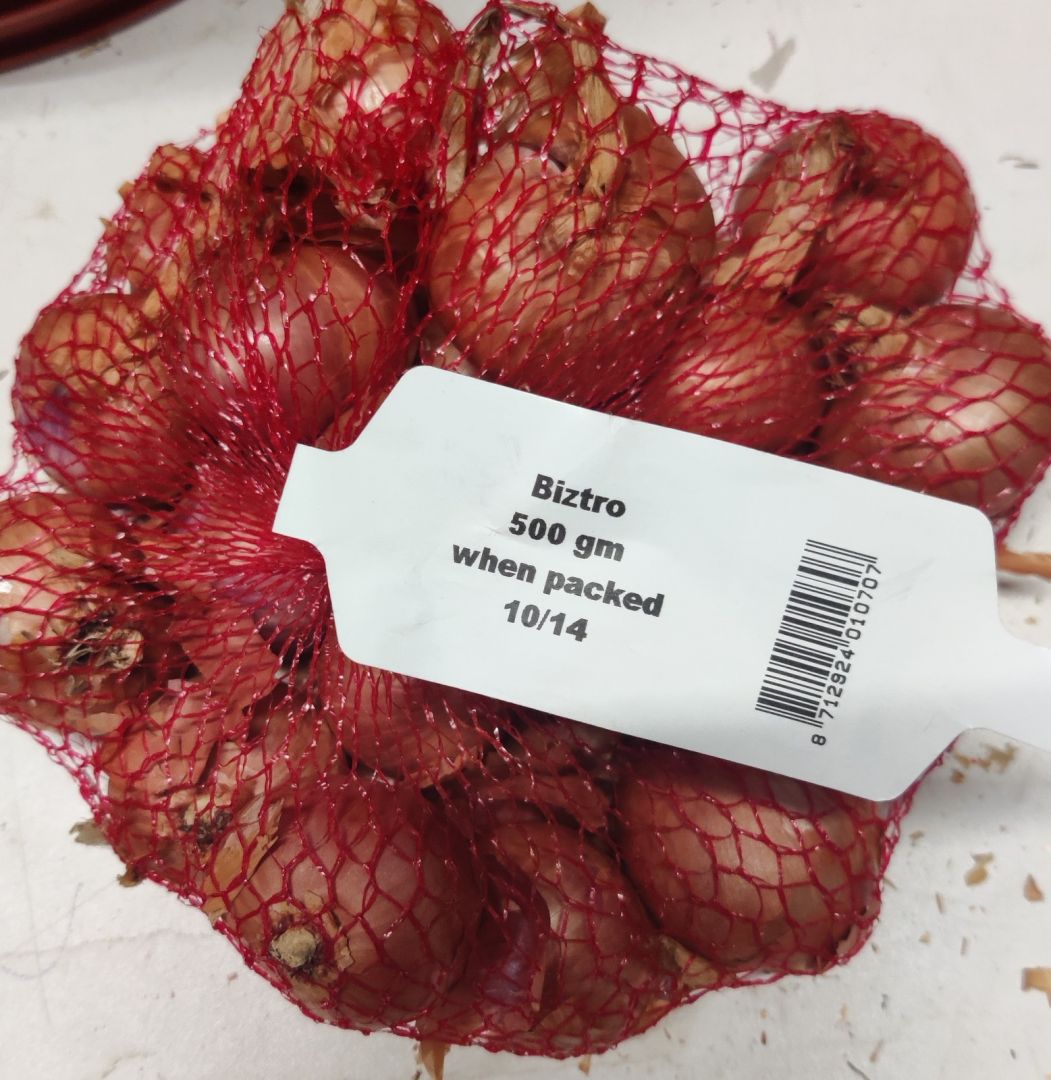 Biztro
500 gm
when packed
10/14
8 712924 010707